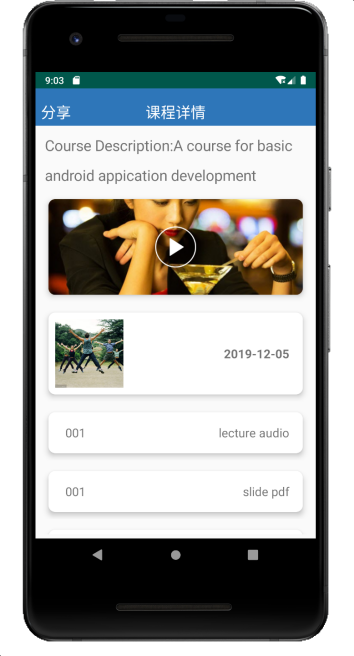 9:03
分享 课程详情
Course Description:A course for basic
android appication development
2019-12-05
001 lecture audio
001 slide pdf